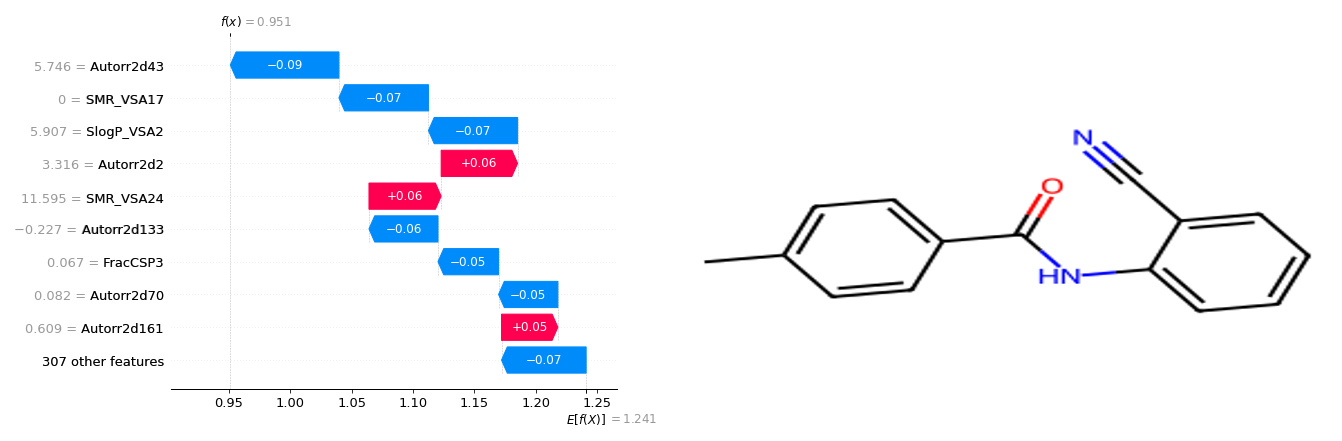 f(x) = 0.951
5.746 = Autorr2d43
−0.09
0 = SMR_VSA17
−0.07
5.907 = SlogP_VSA2
−0.07
3.316 = Autorr2d2
+0.06
11.595 = SMR_VSA24
+0.06
−0.227 = Autorr2d133
−0.06
0.067 = FracCSP3
−0.05
0.082 = Autorr2d70
−0.05
0.609 = Autorr2d161
+0.05
307 other features
−0.07
0.95 1.00 1.05 1.10 1.15 1.20 1.25
E[f(X)] = 1.241
N
O
HN